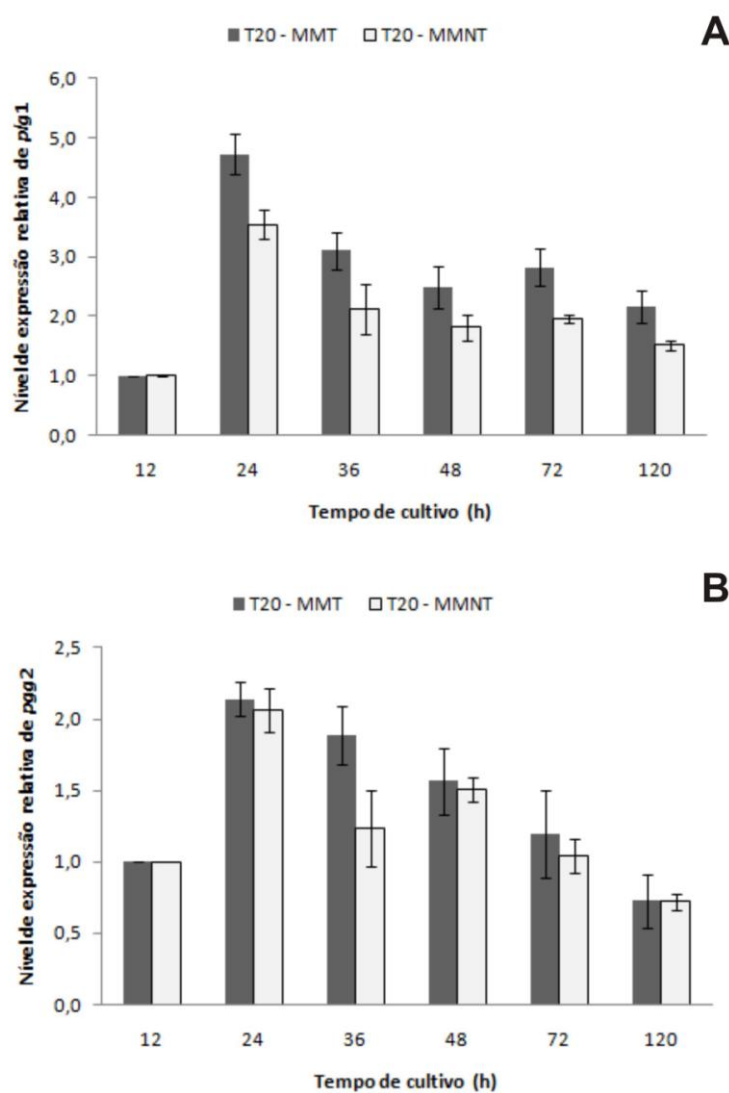 A
T20 - MMT T20 - MMNT
Nível de expressão relativa de plg1
6,0
5,0
4,0
3,0
2,0
1,0
0,0
12 24 36 48 72 120
Tempo de cultivo (h)
B
T20 - MMT T20 - MMNT
Nível de expressão relativa de pgg2
2,5
2,0
1,5
1,0
0,5
0,0
12 24 36 48 72 120
Tempo de cultivo (h)